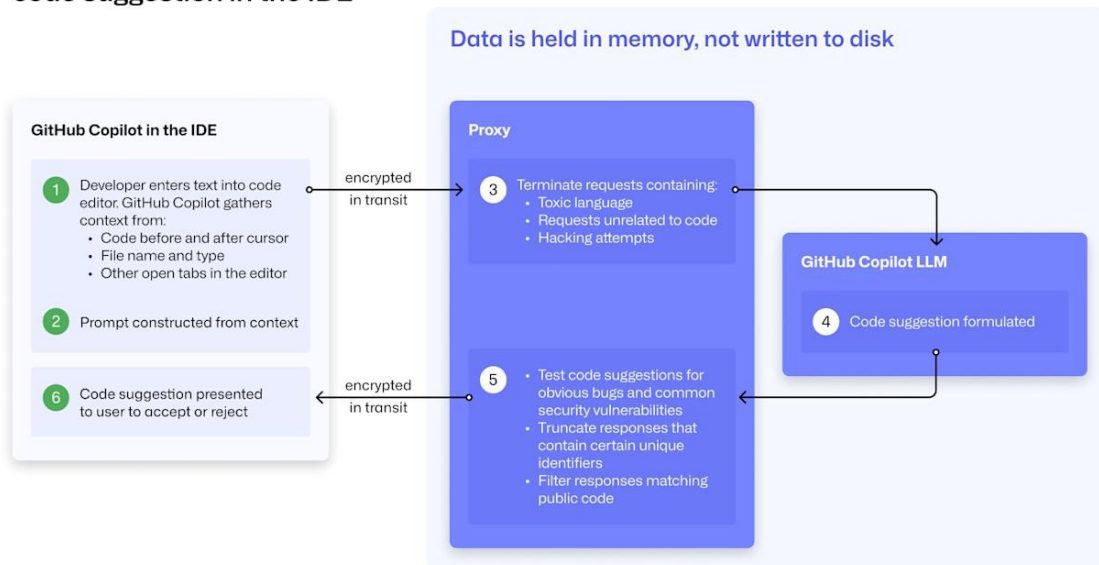 code suggestion in the IDE
Data is held in memory, not written to disk
GitHub Copilot in the IDE
1
Developer enters text into code
editor. GitHub Copilot gathers
context from:
• Code before and after cursor
• File name and type
• Other open tabs in the editor
2
Prompt constructed from context
6
Code suggestion presented
to user to accept or reject
encrypted
in transit
encrypted
in transit
Proxy
3
Terminate requests containing:
• Toxic language
• Requests unrelated to code
• Hacking attempts
5
• Test code suggestions for
obvious bugs and common
security vulnerabilities
• Truncate responses that
contain certain unique
identifiers
• Filter responses matching
public code
GitHub Copilot LLM
4
Code suggestion formulated